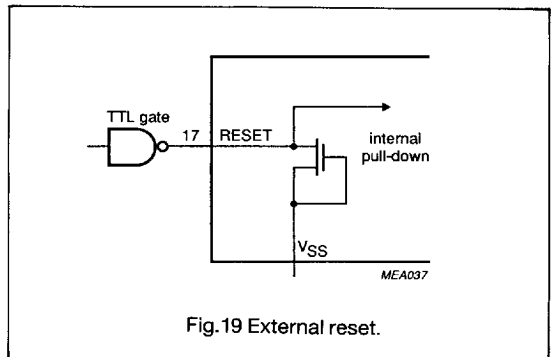 TTL gate
17
RESET
internal
pull-down
VSS
MEA037
Fig.19 External reset.